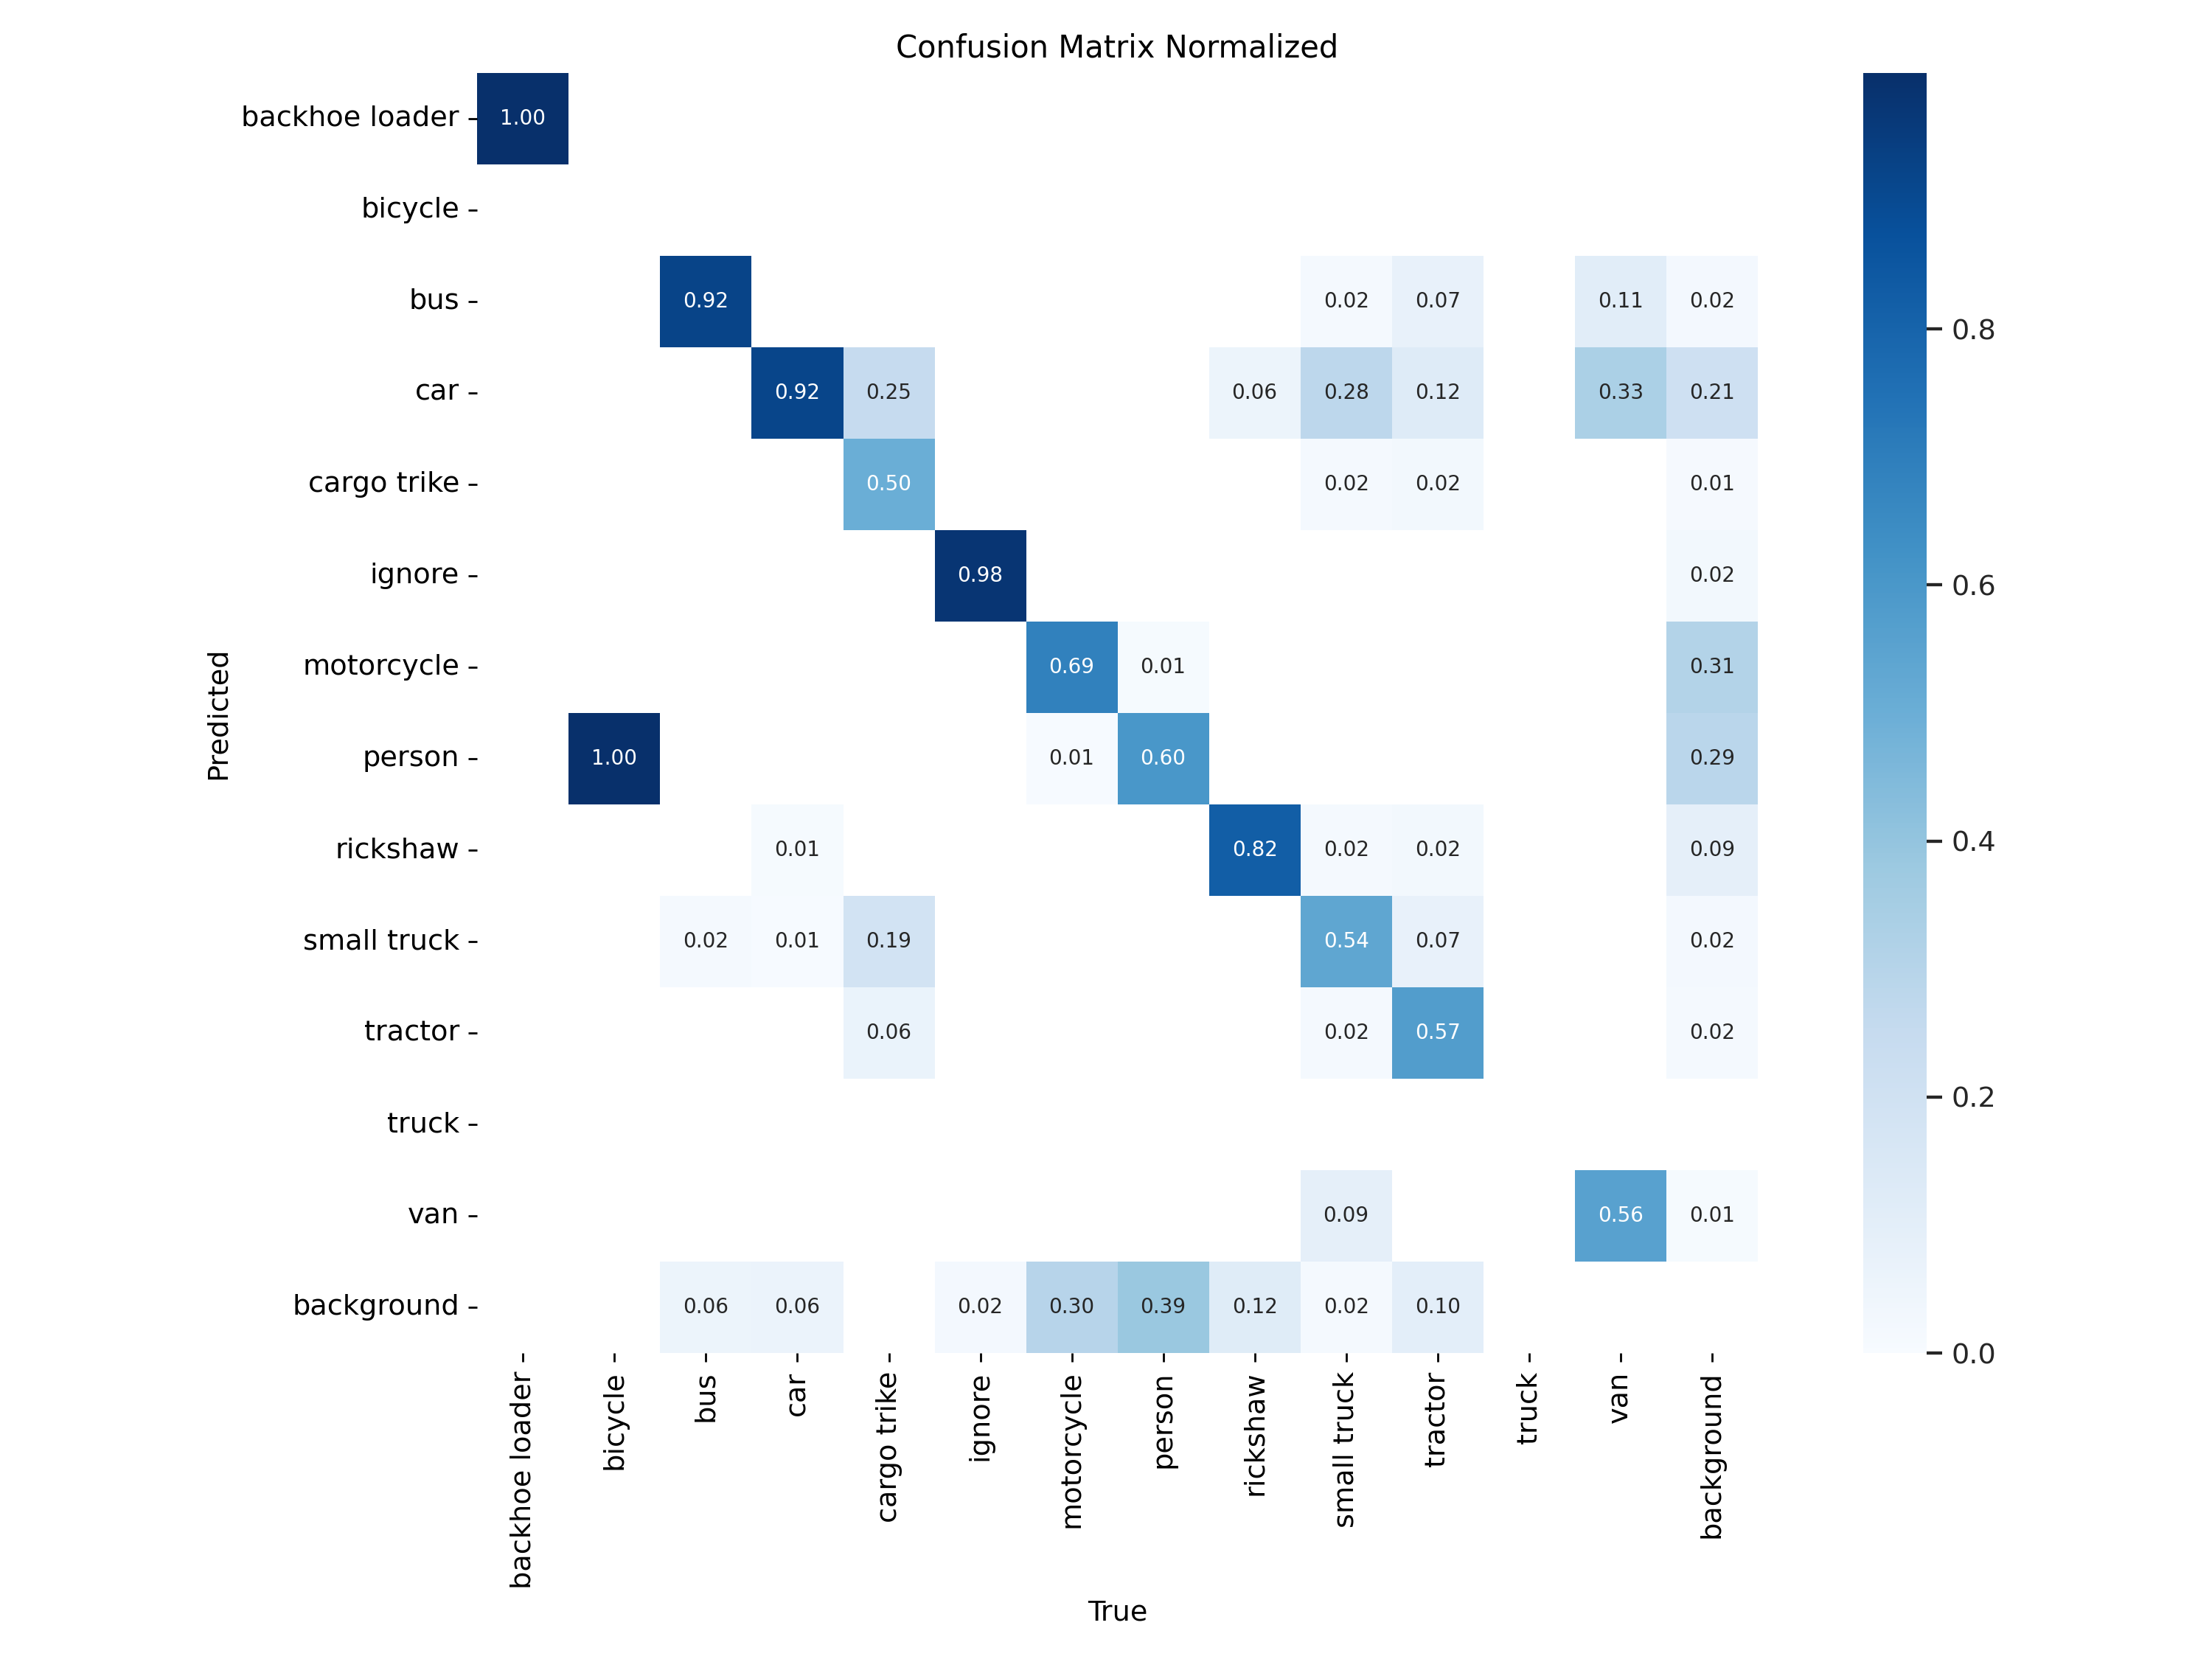 Confusion Matrix Normalized
backhoe loader
1.00
bicycle
bus
0.92 0.02 0.07 0.11 0.02
0.8
car
0.92 0.25 0.06 0.28 0.12 0.33 0.21
cargo trike
0.50 0.02 0.02 0.01
ignore
0.98 0.02
0.6
motorcycle
0.69 0.01 0.31
Predicted
person
1.00 0.01 0.60 0.29
rickshaw
0.01 0.82 0.02 0.02 0.09
0.4
small truck
0.02 0.01 0.19 0.54 0.07 0.02
tractor
0.06 0.02 0.57 0.02
0.2
truck
van
0.09 0.56 0.01
background
0.06 0.06 0.02 0.30 0.39 0.12 0.02 0.10
0.0
backhoe loader
bicycle
bus
car
cargo trike
ignore
motorcycle
person
rickshaw
small truck
tractor
truck
van
background
True